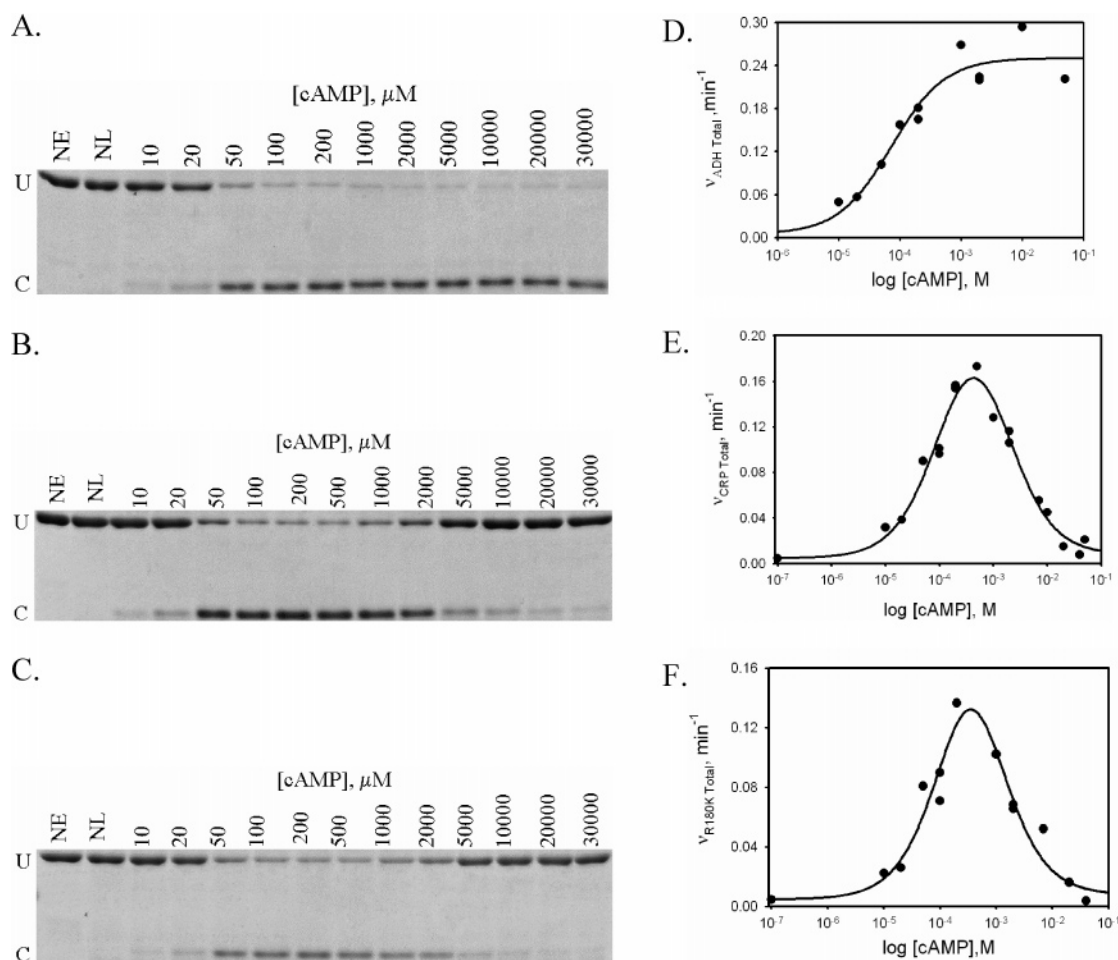 A.
[cAMP], µM
NE NL 10 20 50 100 200 1000 2000 5000 10000 20000 30000
U
C
B.
[cAMP], µM
NE NL 10 20 50 100 200 500 1000 2000 5000 10000 20000 30000
U
C
C.
[cAMP], µM
NE NL 10 20 50 100 200 500 1000 2000 5000 10000 20000 30000
U
C
D.
νADH Total ,min⁻¹
0.30
0.24
0.18
0.12
0.06
0.00
10⁻⁶ 10⁻⁵ 10⁻⁴ 10⁻³ 10⁻² 10⁻¹
log [cAMP], M
E.
νCRP Total, min⁻¹
0.20
0.16
0.12
0.08
0.04
0.00
10⁻⁷ 10⁻⁶ 10⁻⁵ 10⁻⁴ 10⁻³ 10⁻² 10⁻¹
log [cAMP], M
F.
νR180K Total, min⁻¹
0.16
0.12
0.08
0.04
0.00
10⁻⁷ 10⁻⁶ 10⁻⁵ 10⁻⁴ 10⁻³ 10⁻² 10⁻¹
log [cAMP],M